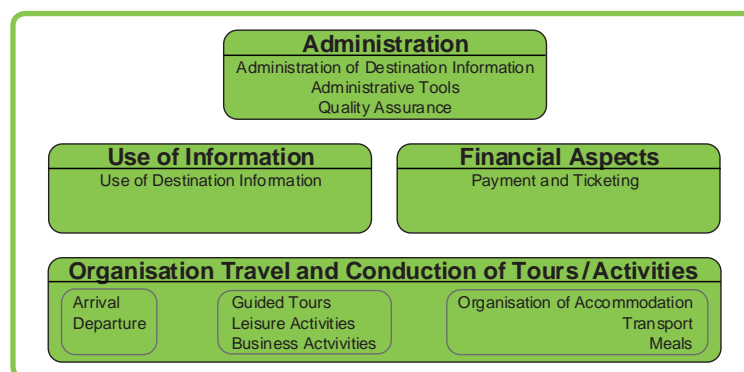 Administration
Administration of Destination Information
Administrative Tools
Quality Assurance
Use of Information
Use of Destination Information
Financial Aspects
Payment and Ticketing
Organisation Travel and Conduction of Tours/Activities
Arrival
Departure
Guided Tours
Leisure Activities
Business Actvivities
Organisation of Accommodation
Transport
Meals